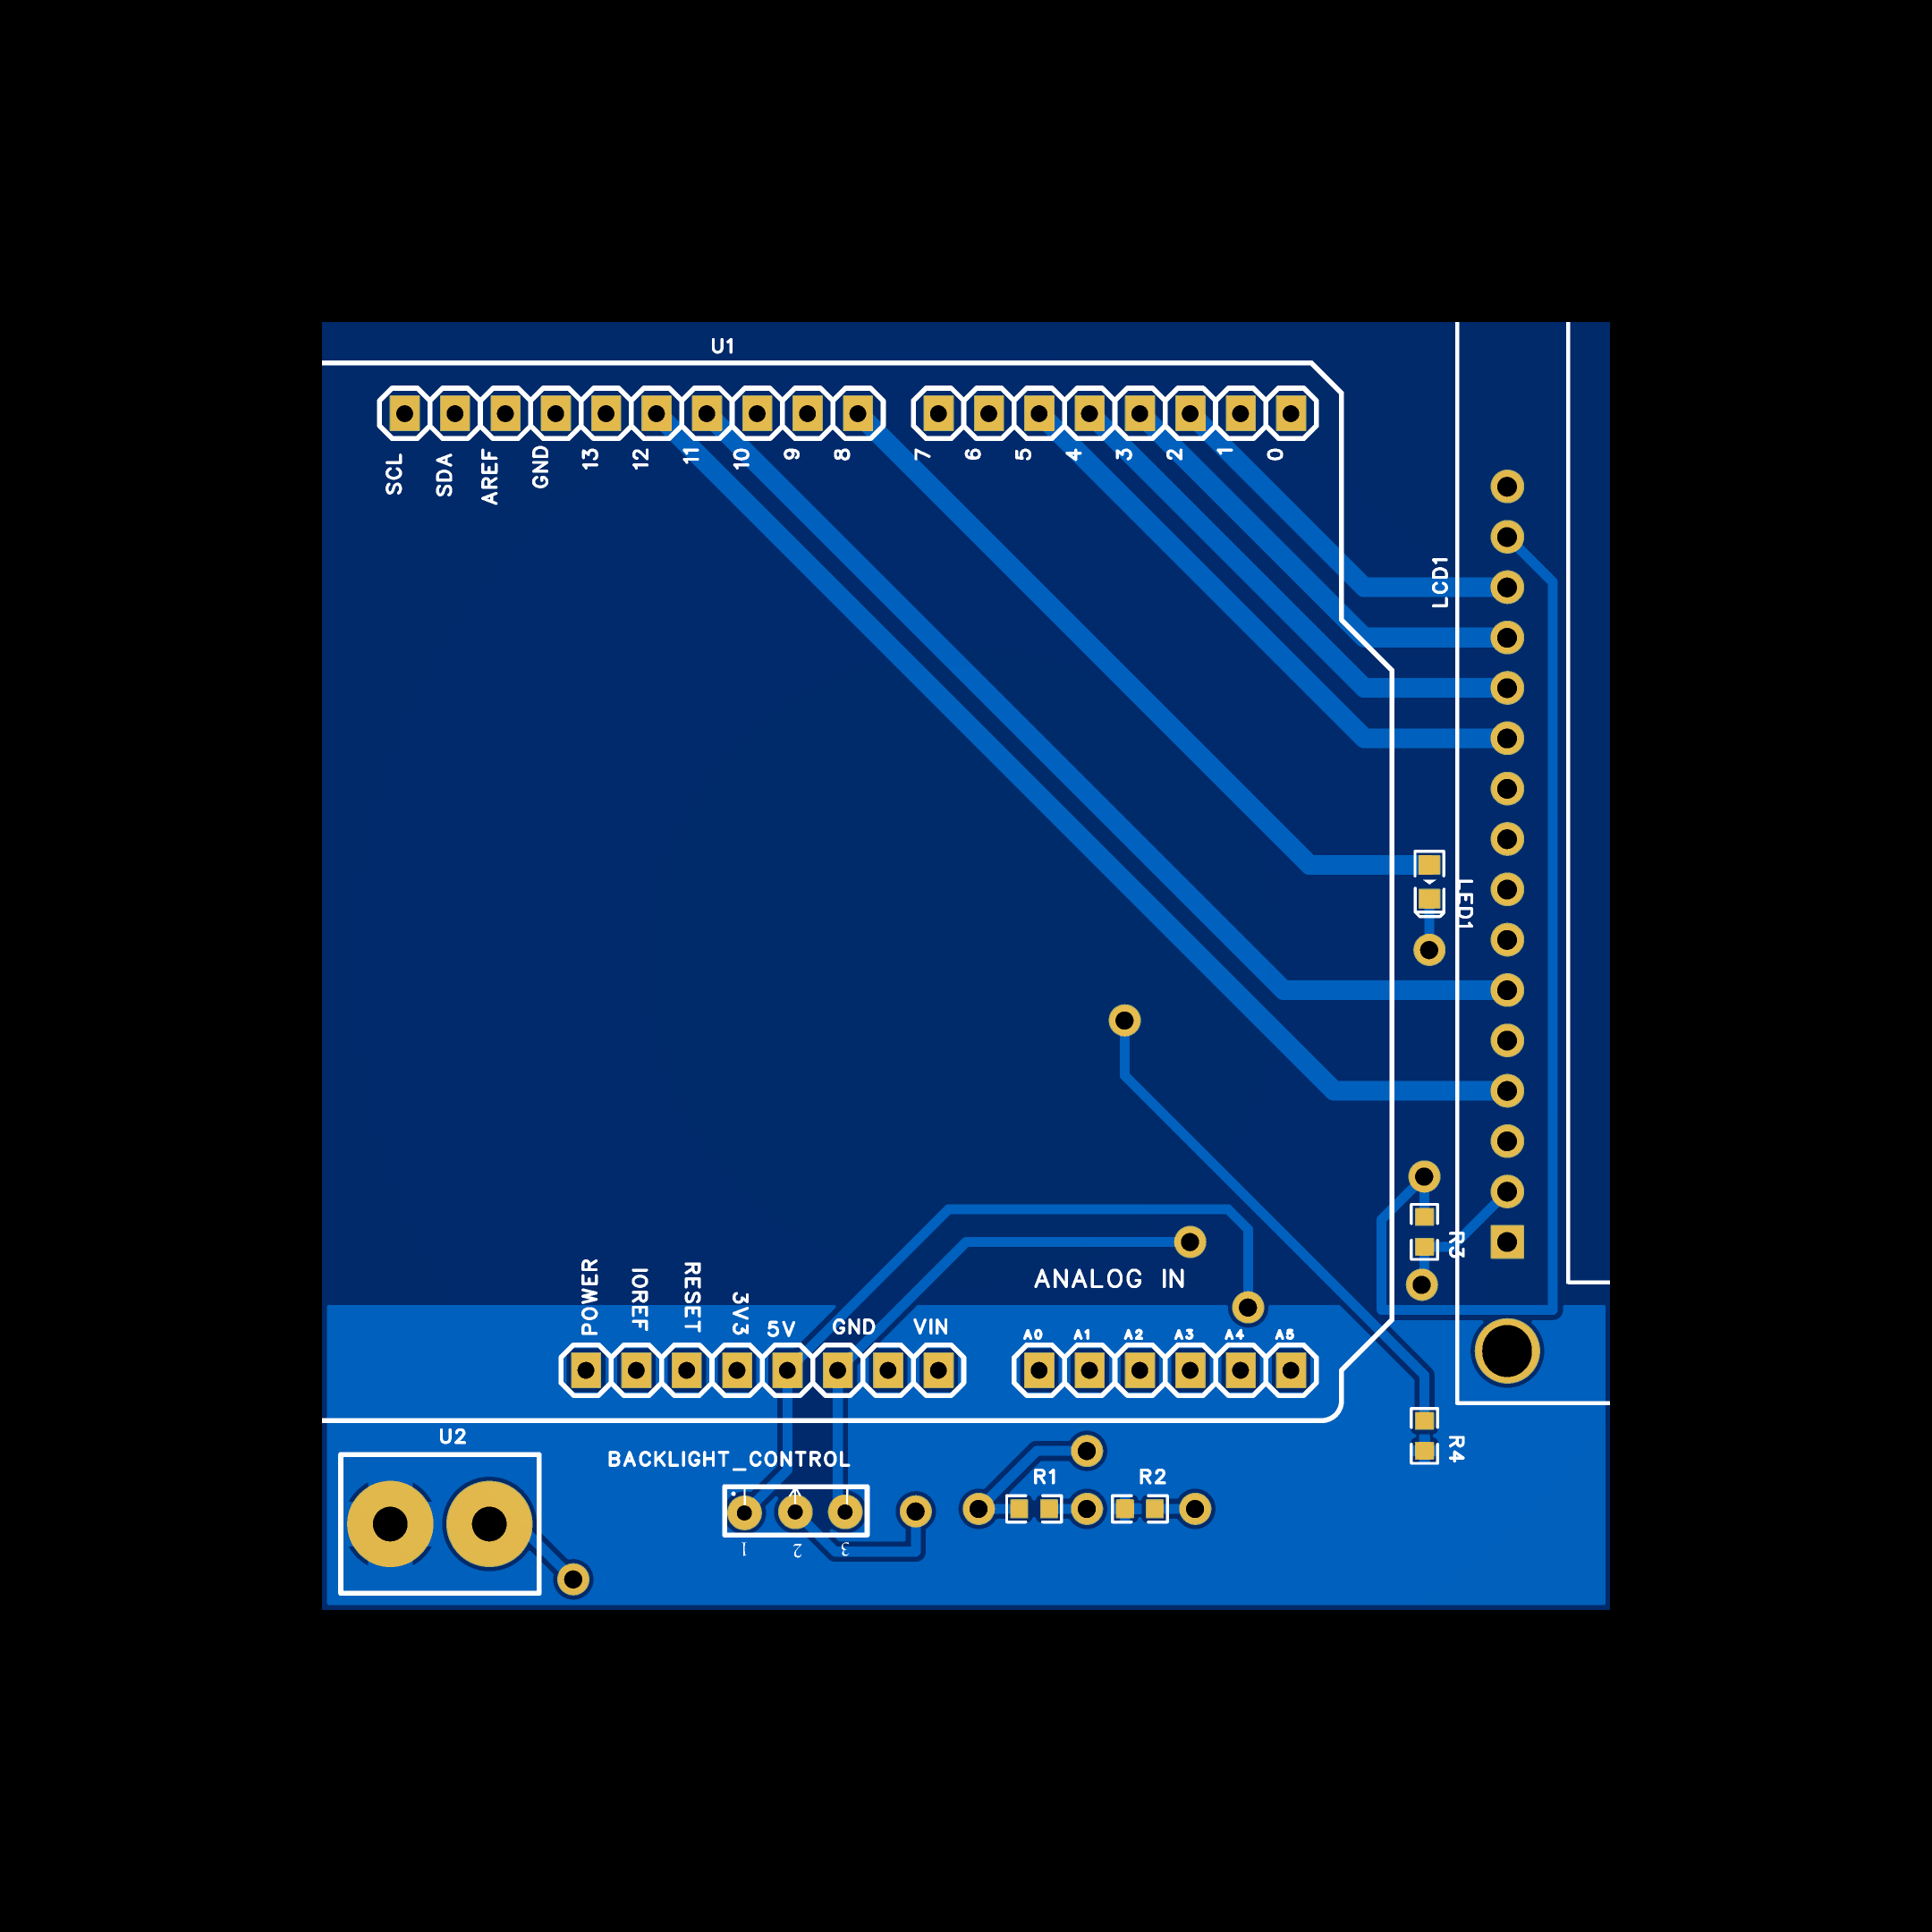 U1
SCL
SDA
AREF
GND
13
12
11
10
9
8
7
6
5
4
3
2
1
0
LCD1
LED1
R3
ANALOG IN
POWER
IOREF
RESET
3V3
5V
GND
VIN
A0
A1
A2
A3
A4
A5
U2
BACKLIGHT_CONTROL
R1
R2
R4
1
2
3